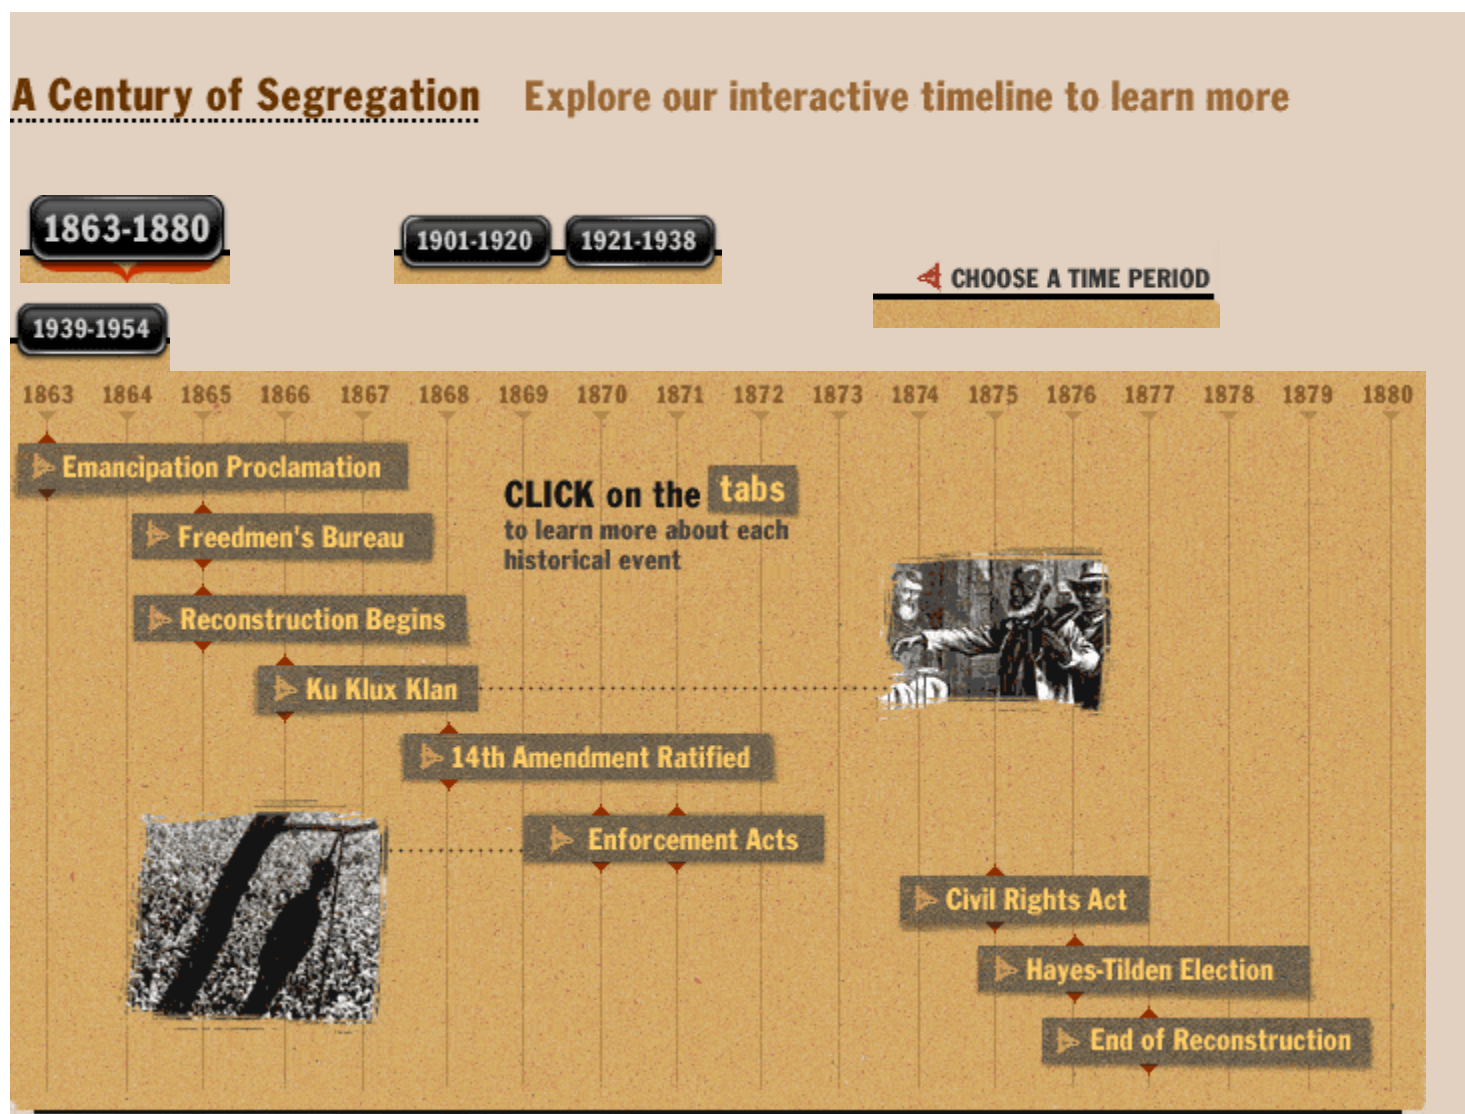 A Century of Segregation Explore our interactive timeline to learn more
1863-1880
1901-1920 1921-1938
CHOOSE A TIME PERIOD
1939-1954
1863 1864 1865 1866 1867 1868 1869 1870 1871 1872 1873 1874 1875 1876 1877 1878 1879 1880
Emancipation Proclamation
CLICK on the tabs
to learn more about each
historical event
Freedmen's Bureau
Reconstruction Begins
Ku Klux Klan
14th Amendment Ratified
Enforcement Acts
Civil Rights Act
Hayes-Tilden Election
End of Reconstruction